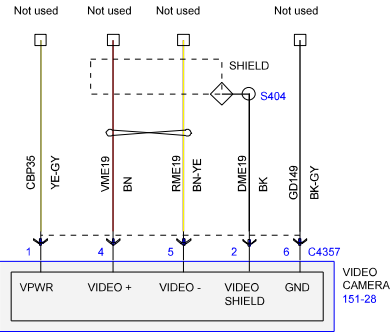 Not used
Not used
Not used
Not used
SHIELD
S404
CBP35
YE-GY
VME19
BN
RME19
BN-YE
DME19
BK
GD149
BK-GY
1
4
5
2
6
C4357
VPWR
VIDEO +
VIDEO -
VIDEO
SHIELD
GND
VIDEO
CAMERA
151-28